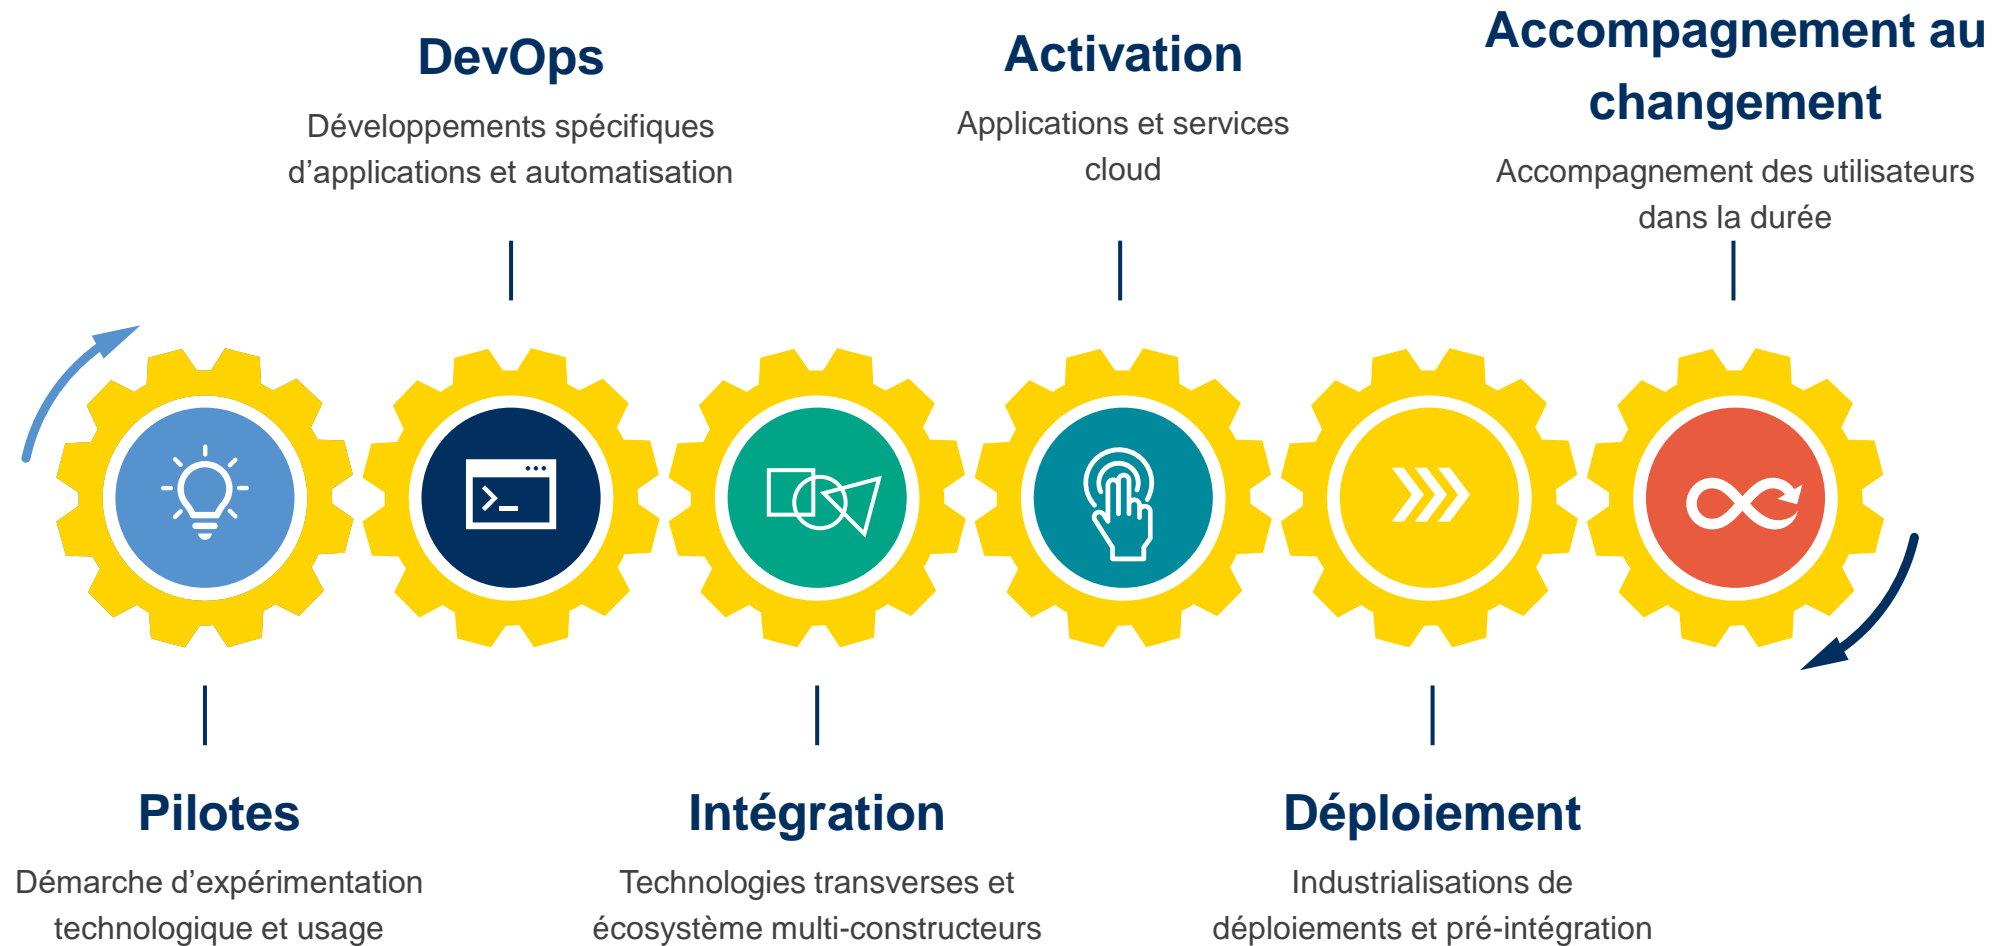 DevOps
Développements spécifiques
d’applications et automatisation
Activation
Applications et services
cloud
Accompagnement au
changement
Accompagnement des utilisateurs
dans la durée
>_
Pilotes
Démarche d’expérimentation
technologique et usage
Intégration
Technologies transverses et
écosystème multi-constructeurs
Déploiement
Industrialisations de
déploiements et pré-intégration